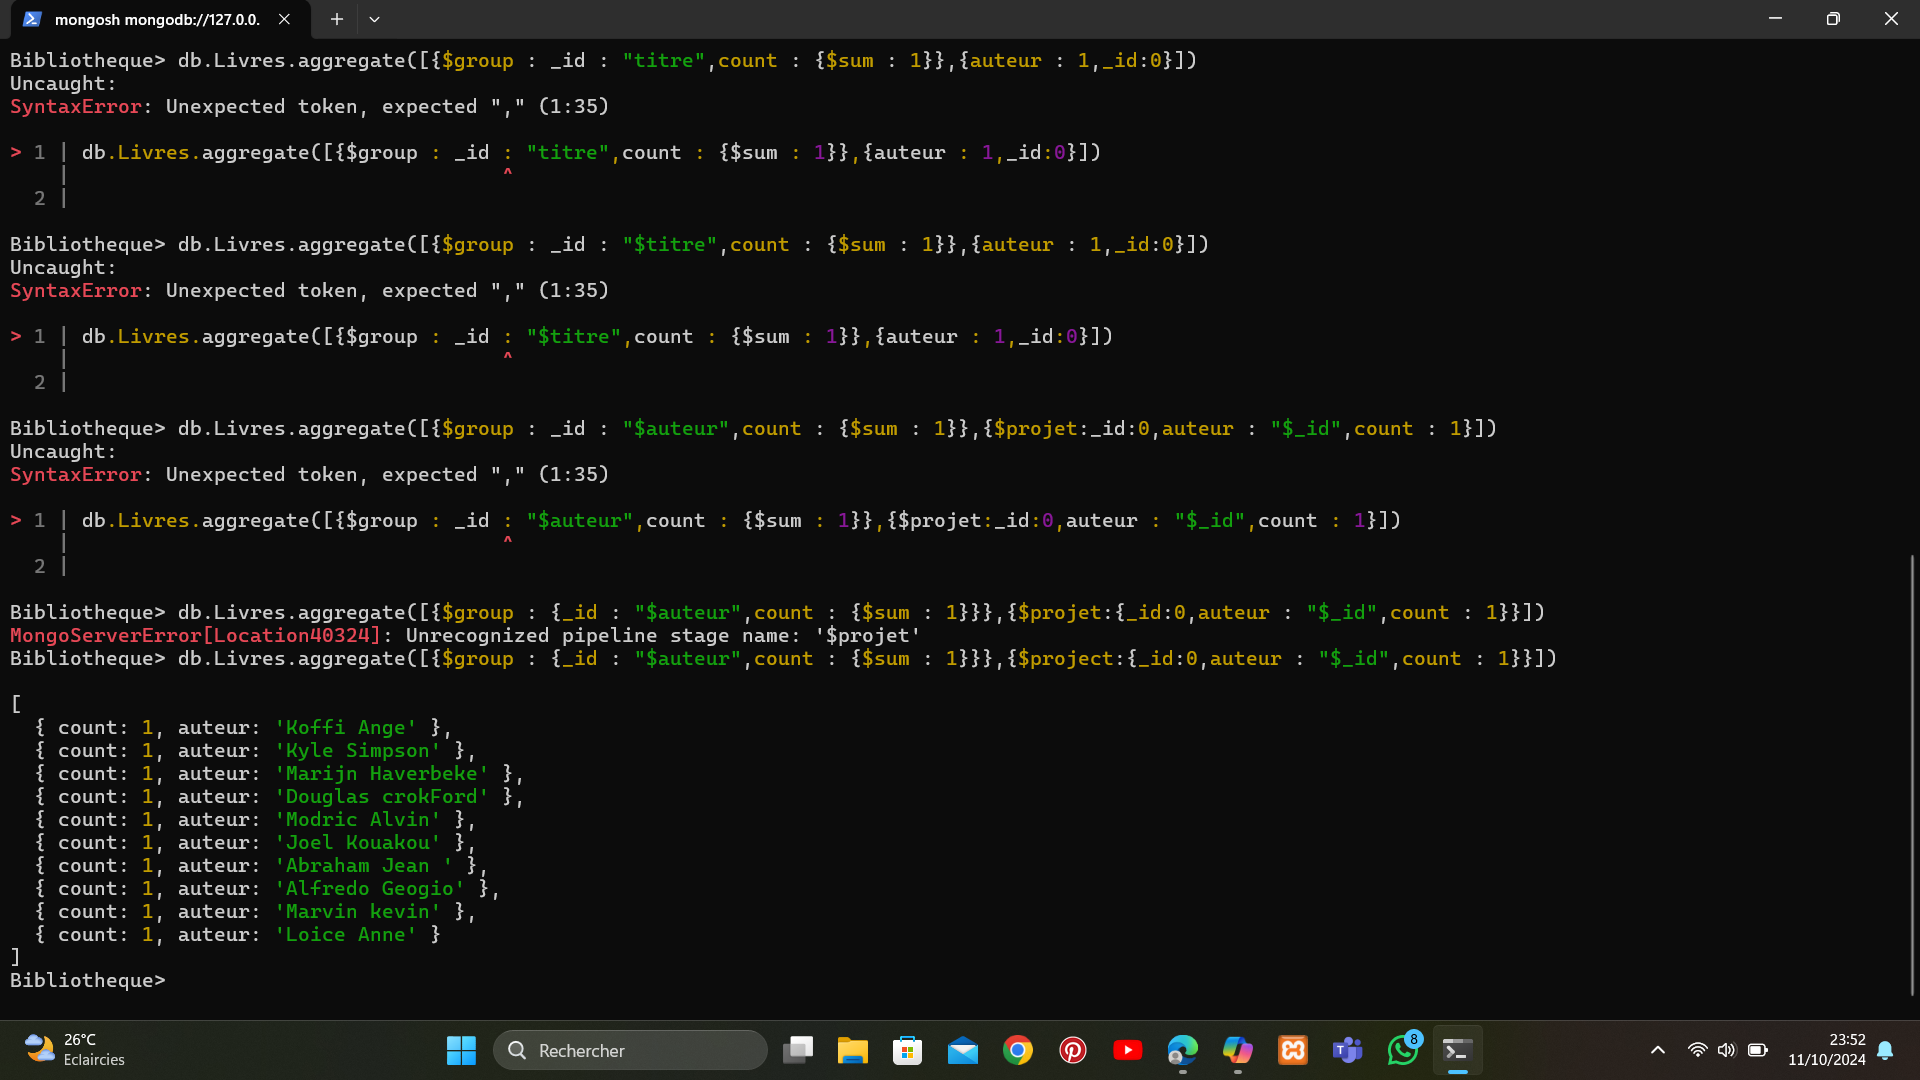 mongosh mongodb://127.0.0.
Bibliotheque> db.Livres.aggregate([{$group : _id : "titre",count : {$sum : 1}},{auteur : 1,_id:0}])
Uncaught:
SyntaxError: Unexpected token, expected "," (1:35)
> 1 | db.Livres.aggregate([{$group : _id : "titre",count : {$sum : 1}},{auteur : 1,_id:0}])
| ^
2 |
Bibliotheque> db.Livres.aggregate([{$group : _id : "$titre",count : {$sum : 1}},{auteur : 1,_id:0}])
Uncaught:
SyntaxError: Unexpected token, expected "," (1:35)
> 1 | db.Livres.aggregate([{$group : _id : "$titre",count : {$sum : 1}},{auteur : 1,_id:0}])
| ^
2 |
Bibliotheque> db.Livres.aggregate([{$group : _id : "$auteur",count : {$sum : 1}},{$projet:_id:0,auteur : "$_id",count : 1}])
Uncaught:
SyntaxError: Unexpected token, expected "," (1:35)
> 1 | db.Livres.aggregate([{$group : _id : "$auteur",count : {$sum : 1}},{$projet:_id:0,auteur : "$_id",count : 1}])
| ^
2 |
Bibliotheque> db.Livres.aggregate([{$group : {_id : "$auteur",count : {$sum : 1}}},{$projet:{_id:0,auteur : "$_id",count : 1}}])
MongoServerError[Location40324]: Unrecognized pipeline stage name: '$projet'
Bibliotheque> db.Livres.aggregate([{$group : {_id : "$auteur",count : {$sum : 1}}},{$project:{_id:0,auteur : "$_id",count : 1}}])
[
{ count: 1, auteur: 'Koffi Ange' },
{ count: 1, auteur: 'Kyle Simpson' },
{ count: 1, auteur: 'Marijn Haverbeke' },
{ count: 1, auteur: 'Douglas crokFord' },
{ count: 1, auteur: 'Modric Alvin' },
{ count: 1, auteur: 'Joel Kouakou' },
{ count: 1, auteur: 'Abraham Jean ' },
{ count: 1, auteur: 'Alfredo Geogio' },
{ count: 1, auteur: 'Marvin kevin' },
{ count: 1, auteur: 'Loice Anne' }
]
Bibliotheque>
26°C
Eclaircies
Rechercher
8
23:52
11/10/2024